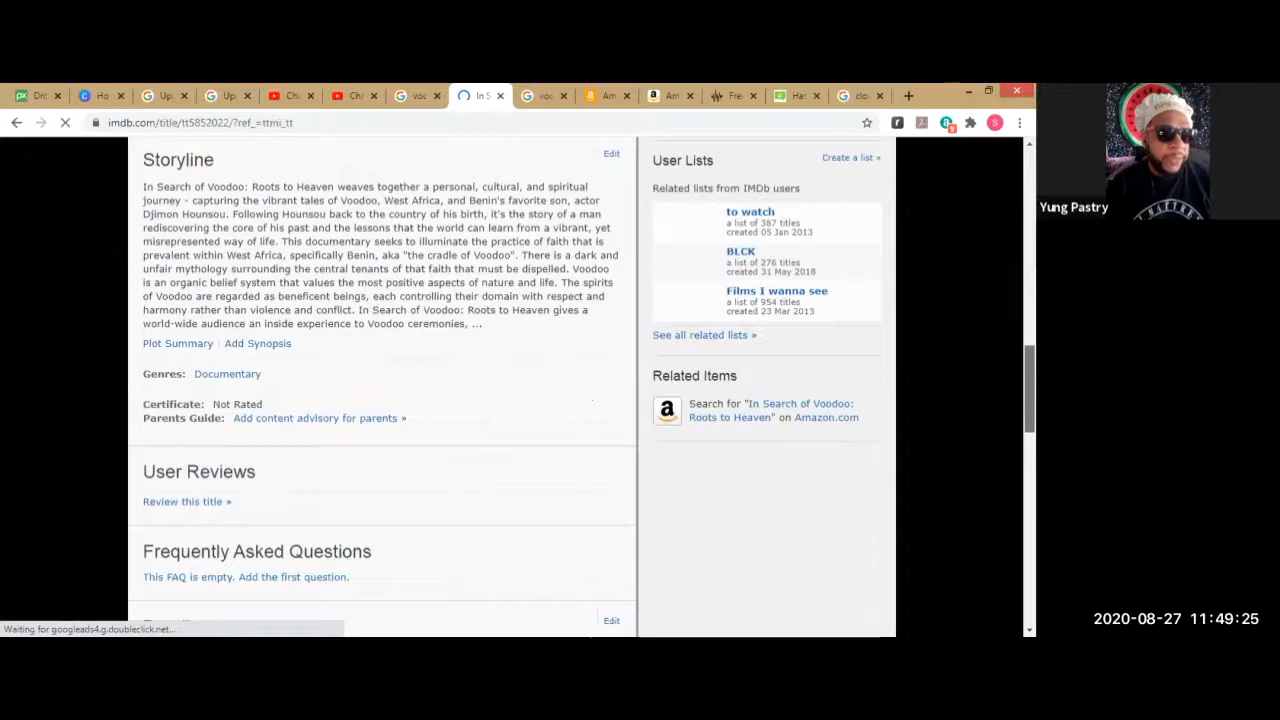 Dro
Ho
Up
Up
Ch
Ch
voo
In S
voo
Am
Am
Fre
Ha
clo
imdb.com/title/tt5852022/?ref_=ttmi_tt
S
Storyline
Edit
In Search of Voodoo: Roots to Heaven weaves together a personal, cultural, and spiritual
journey - capturing the vibrant tales of Voodoo, West Africa, and Benin's favorite son, actor
Djimon Hounsou. Following Hounsou back to the country of his birth, it's the story of a man
rediscovering the core of his past and the lessons that the world can learn from a vibrant, yet
misrepresented way of life. This documentary seeks to illuminate the practice of faith that is
prevalent within West Africa, specifically Benin, aka "the cradle of Voodoo". There is a dark and
unfair mythology surrounding the central tenants of that faith that must be dispelled. Voodoo
is an organic belief system that values the most positive aspects of nature and life. The spirits
of Voodoo are regarded as beneficent beings, each controlling their domain with respect and
harmony rather than violence and conflict. In Search of Voodoo: Roots to Heaven gives a
world-wide audience an inside experience to Voodoo ceremonies, ...
Plot Summary | Add Synopsis
Genres: Documentary
Certificate: Not Rated
Parents Guide: Add content advisory for parents »
User Reviews
Review this title »
Frequently Asked Questions
This FAQ is empty. Add the first question.
Edit
Waiting for googleads4.g.doubleclick.net...
User Lists
Create a list »
Related lists from IMDb users
to watch
a list of 387 titles
created 05 Jan 2013
BLCK
a list of 276 titles
created 31 May 2018
Films I wanna see
a list of 954 titles
created 23 Mar 2013
See all related lists »
Related Items
Search for "In Search of Voodoo:
Roots to Heaven" on Amazon.com
Yung Pastry
2020-08-27 11:49:25